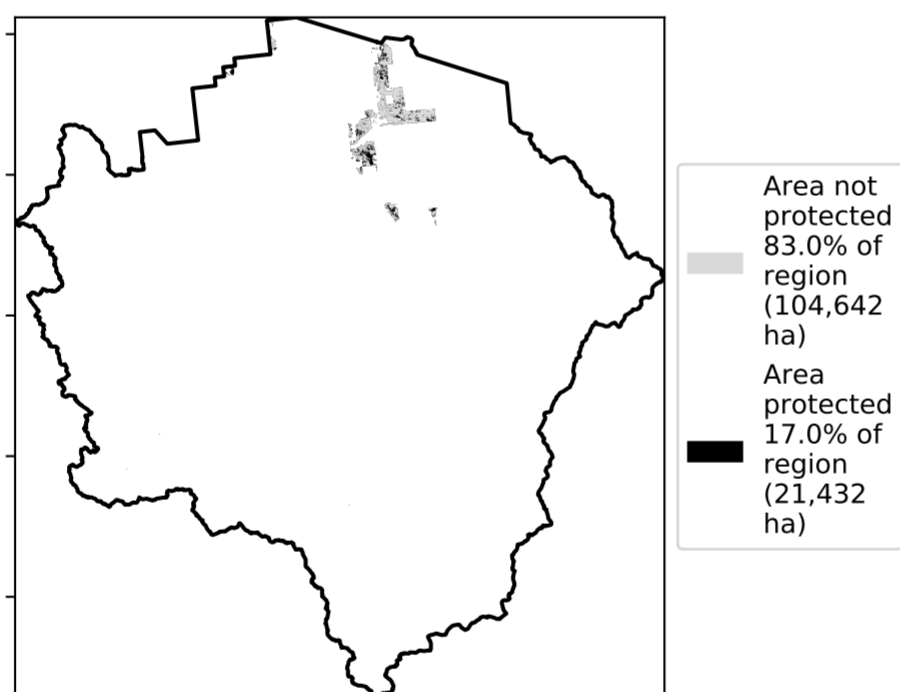 Area not
protected
83.0% of
region
(104,642
ha)
Area
protected
17.0% of
region
(21,432
ha)